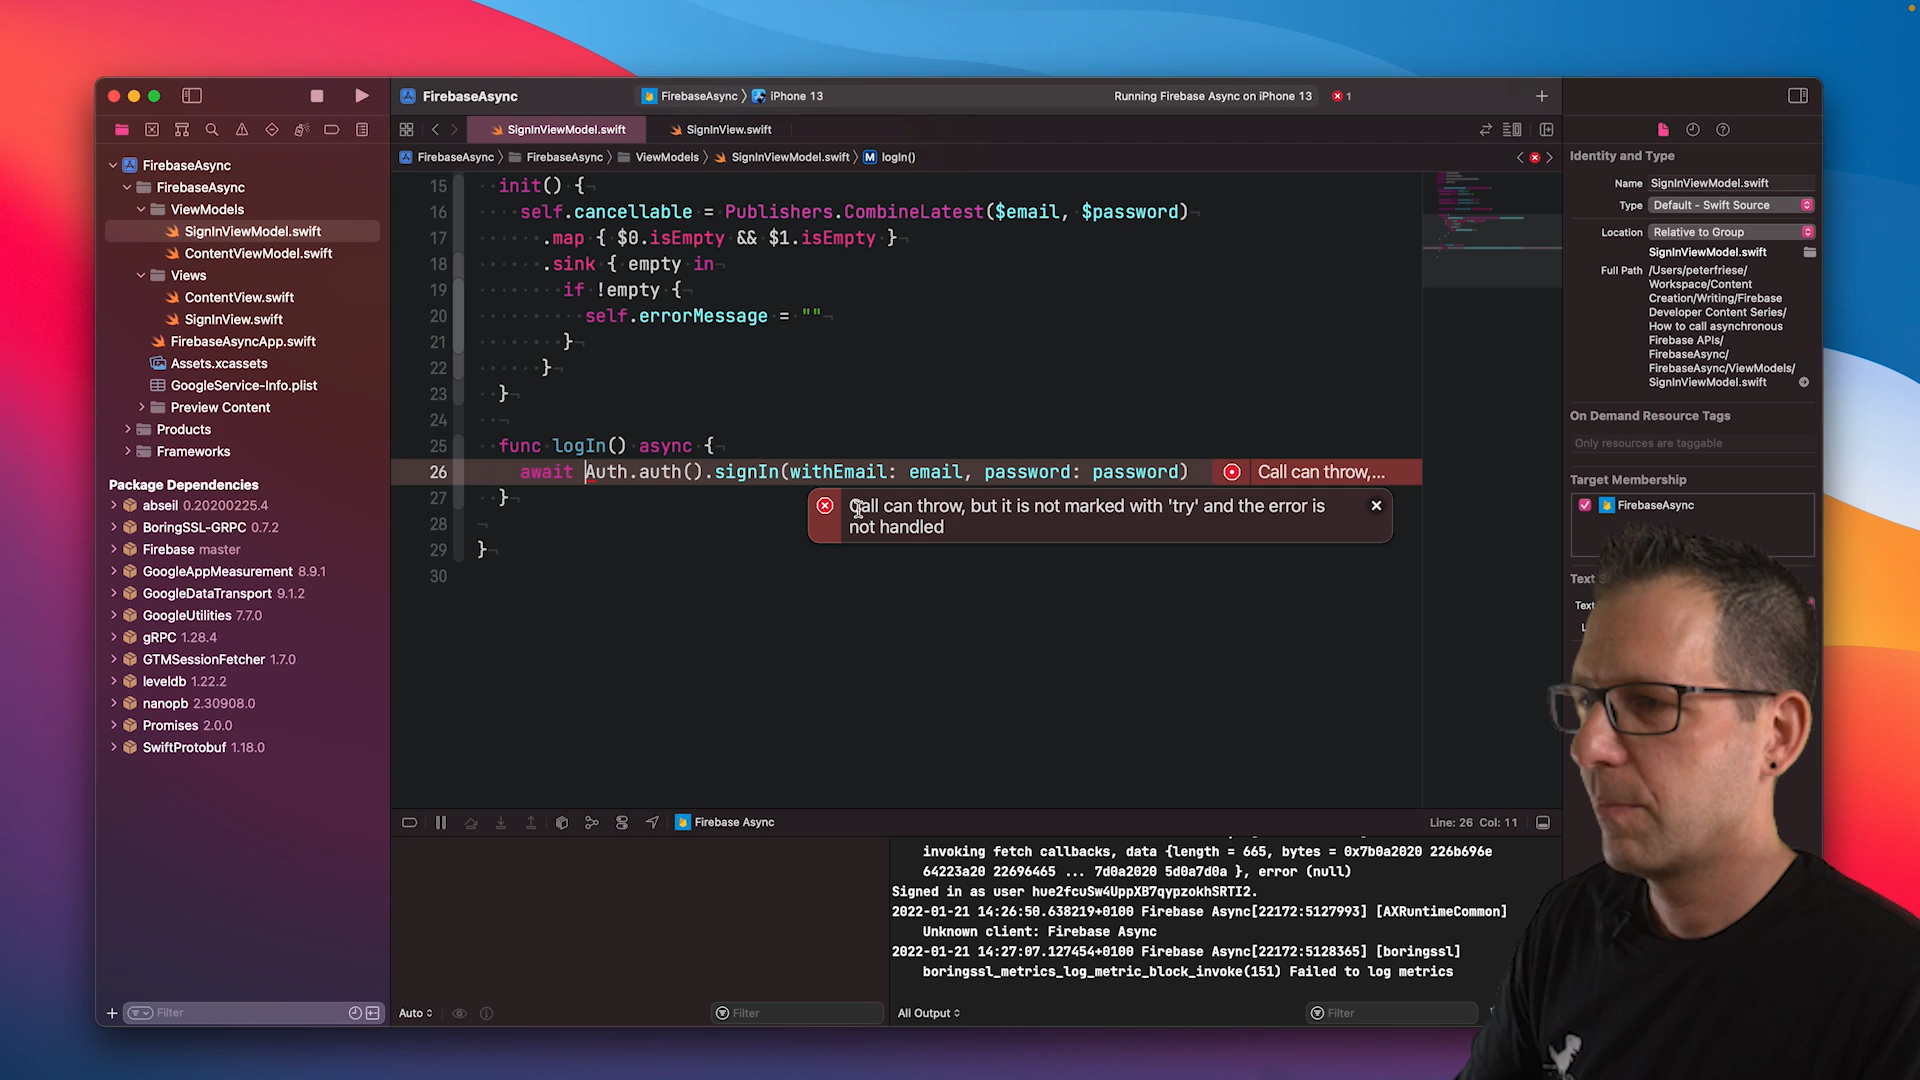 FirebaseAsync
FirebaseAsync
iPhone 13
Running Firebase Async on iPhone 13
1
SignInViewModel.swift
SignInView.swift
FirebaseAsync
FirebaseAsync
ViewModels
SignInViewModel.swift
M
logIn()
FirebaseAsync
FirebaseAsync
ViewModels
SignInViewModel.swift
ContentViewModel.swift
Views
ContentView.swift
SignInView.swift
FirebaseAsyncApp.swift
Assets.xcassets
GoogleService-Info.plist
Preview Content
Products
Frameworks
Package Dependencies
abseil 0.20200225.4
BoringSSL-GRPC 0.7.2
Firebase master
GoogleAppMeasurement 8.9.1
GoogleDataTransport 9.1.2
GoogleUtilities 7.7.0
gRPC 1.28.4
GTMSessionFetcher 1.7.0
leveldb 1.22.2
nanopb 2.30908.0
Promises 2.0.0
SwiftProtobuf 1.18.0
Filter
15 init() {
16 self.cancellable = Publishers.CombineLatest($email, $password)
17 .map { $0.isEmpty && $1.isEmpty }
18 .sink { empty in
19 if !empty {
20 self.errorMessage = ""
21 }
22 }
23 }
24
25 func logIn() async {
26 await Auth.auth().signIn(withEmail: email, password: password)
Call can throw,...
27 }
Call can throw, but it is not marked with 'try' and the error is
not handled
28
29 }
30
Firebase Async
Line: 26 Col: 11
invoking fetch callbacks, data {length = 665, bytes = 0x7b0a2020 226b696e
64223a20 22696465 ... 7d0a2020 5d0a7d0a }, error (null)
Signed in as user hue2fcuSw4UppXB7qypzokhSRTI2.
2022-01-21 14:26:50.638219+0100 Firebase Async[22172:5127993] [AXRuntimeCommon]
Unknown client: Firebase Async
2022-01-21 14:27:07.127454+0100 Firebase Async[22172:5128365] [boringssl]
boringssl_metrics_log_metric_block_invoke(151) Failed to log metrics
Auto
Filter
All Output
Filter
Identity and Type
Name SignInViewModel.swift
Type Default - Swift Source
Location Relative to Group
SignInViewModel.swift
Full Path /Users/peterfriese/
Workspace/Content
Creation/Writing/Firebase
Developer Content Series/
How to call asynchronous
Firebase APIs/
FirebaseAsync/
FirebaseAsync/ViewModels/
SignInViewModel.swift
On Demand Resource Tags
Only resources are taggable
Target Membership
FirebaseAsync
Text